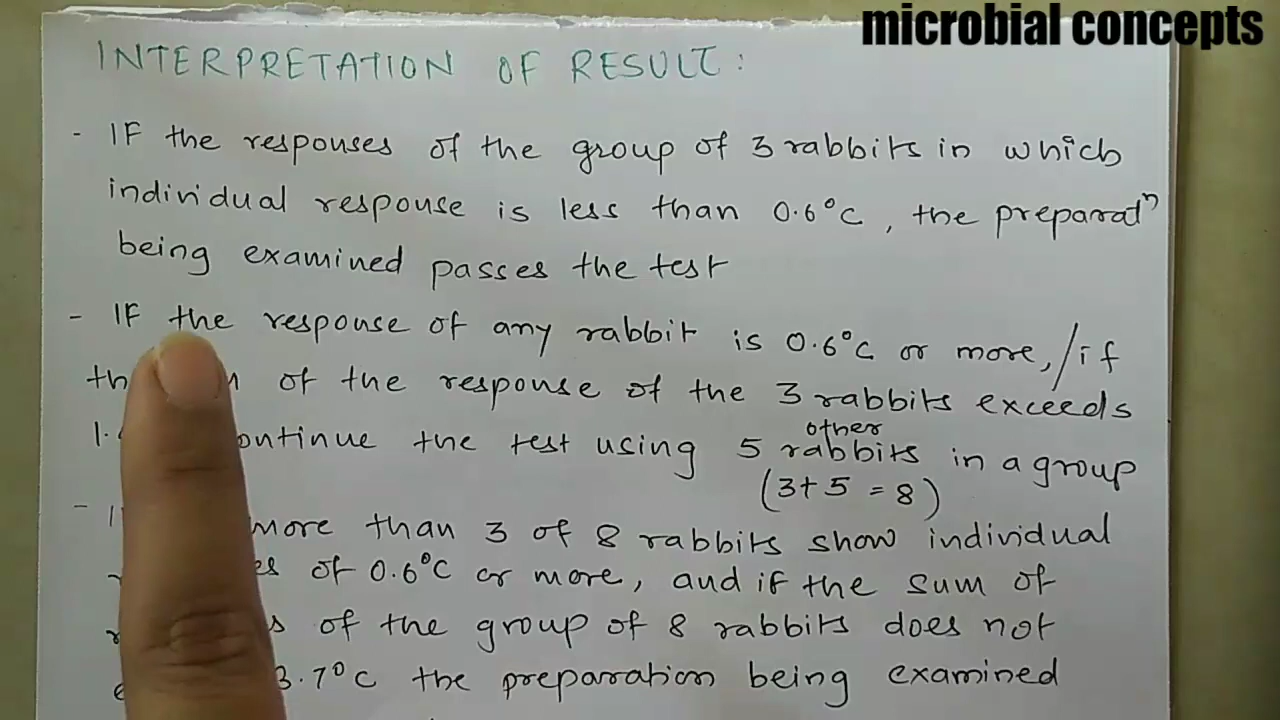 microbial concepts
INTERPRETATION OF RESULT:
- IF the responses of the group of 3 rabbits in which
individual response is less than 0.6°C, the preparatⁿ
being examined passes the test
- IF the response of any rabbit is 0.6°C or more, / if
of the response of the 3 rabbits exceeds
the test using 5 other rabbits in a group
(3+5 = 8)
- more than 3 of 8 rabbits show individual
of 0.6°C or more, and if the sum of
of the group of 8 rabbits does not
3.7°C the preparation being examined